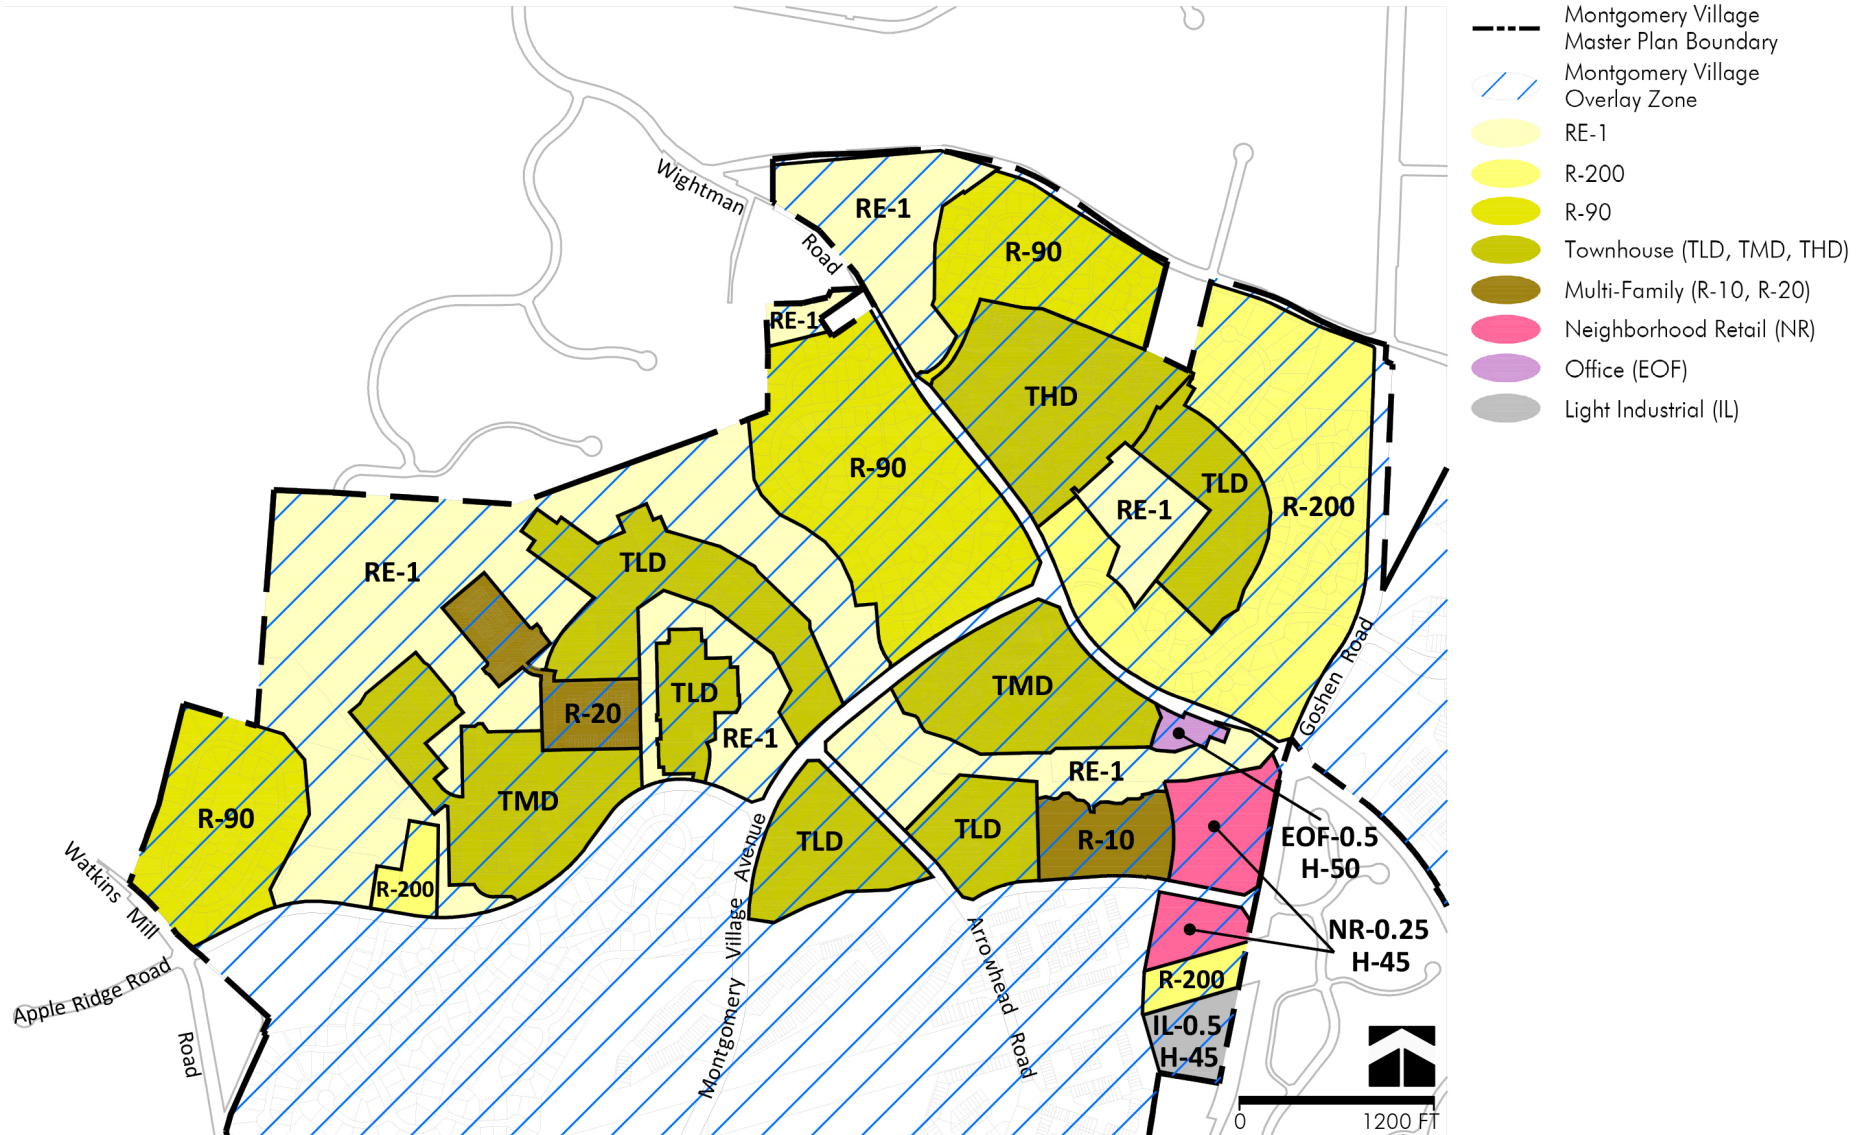 Montgomery Village
Master Plan Boundary
Montgomery Village
Overlay Zone
RE-1
R-200
R-90
Townhouse (TLD, TMD, THD)
Multi-Family (R-10, R-20)
Neighborhood Retail (NR)
Office (EOF)
Light Industrial (IL)
Wightman
Road
RE-1
R-90
RE-1
THD
R-90
TLD
RE-1
R-200
RE-1
TLD
TMD
TLD
R-20
RE-1
Goshen Road
RE-1
TMD
R-90
TLD
TLD
R-10
EOF-0.5
H-50
R-200
Watkins
Mill
Road
Apple Ridge Road
Montgomery Village Avenue
Arrowhead Road
NR-0.25
H-45
R-200
IL-0.5
H-45
0 1200 FT